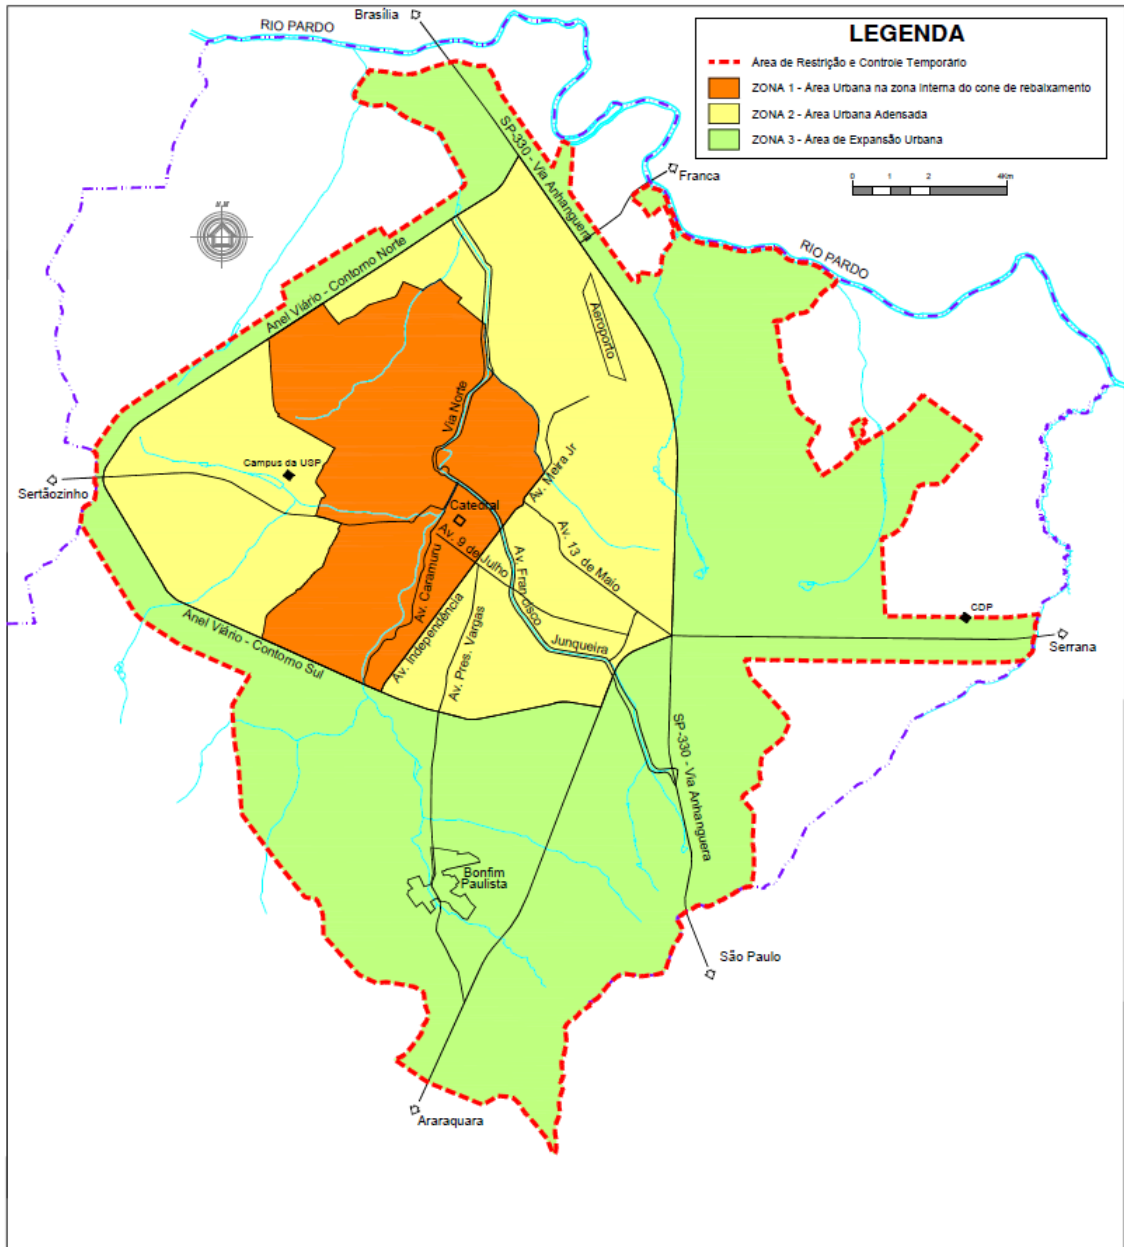 Brasília
RIO PARDO
LEGENDA
Área de Restrição e Controle Temporário
ZONA 1 - Área Urbana na zona interna do cone de rebaixamento
ZONA 2 - Área Urbana Adensada
ZONA 3 - Área de Expansão Urbana
0 1 2 4Km
SP-330 - Via Anhanguera
Franca
RIO PARDO
Anel Viário - Contorno Norte
Aeroporto
Via Norte
Campus da USP
Sertãozinho
Av. Meira Jr
Catedral
Av. 9 de Julho
Av. 13 de Maio
Av. Caramuru
Av. Francisco
Junqueira
Av. Independência
Av. Pres. Vargas
CDP
Serrana
Anel Viário - Contorno Sul
SP-330 - Via Anhanguera
Bonfim
Paulista
São Paulo
Araraquara